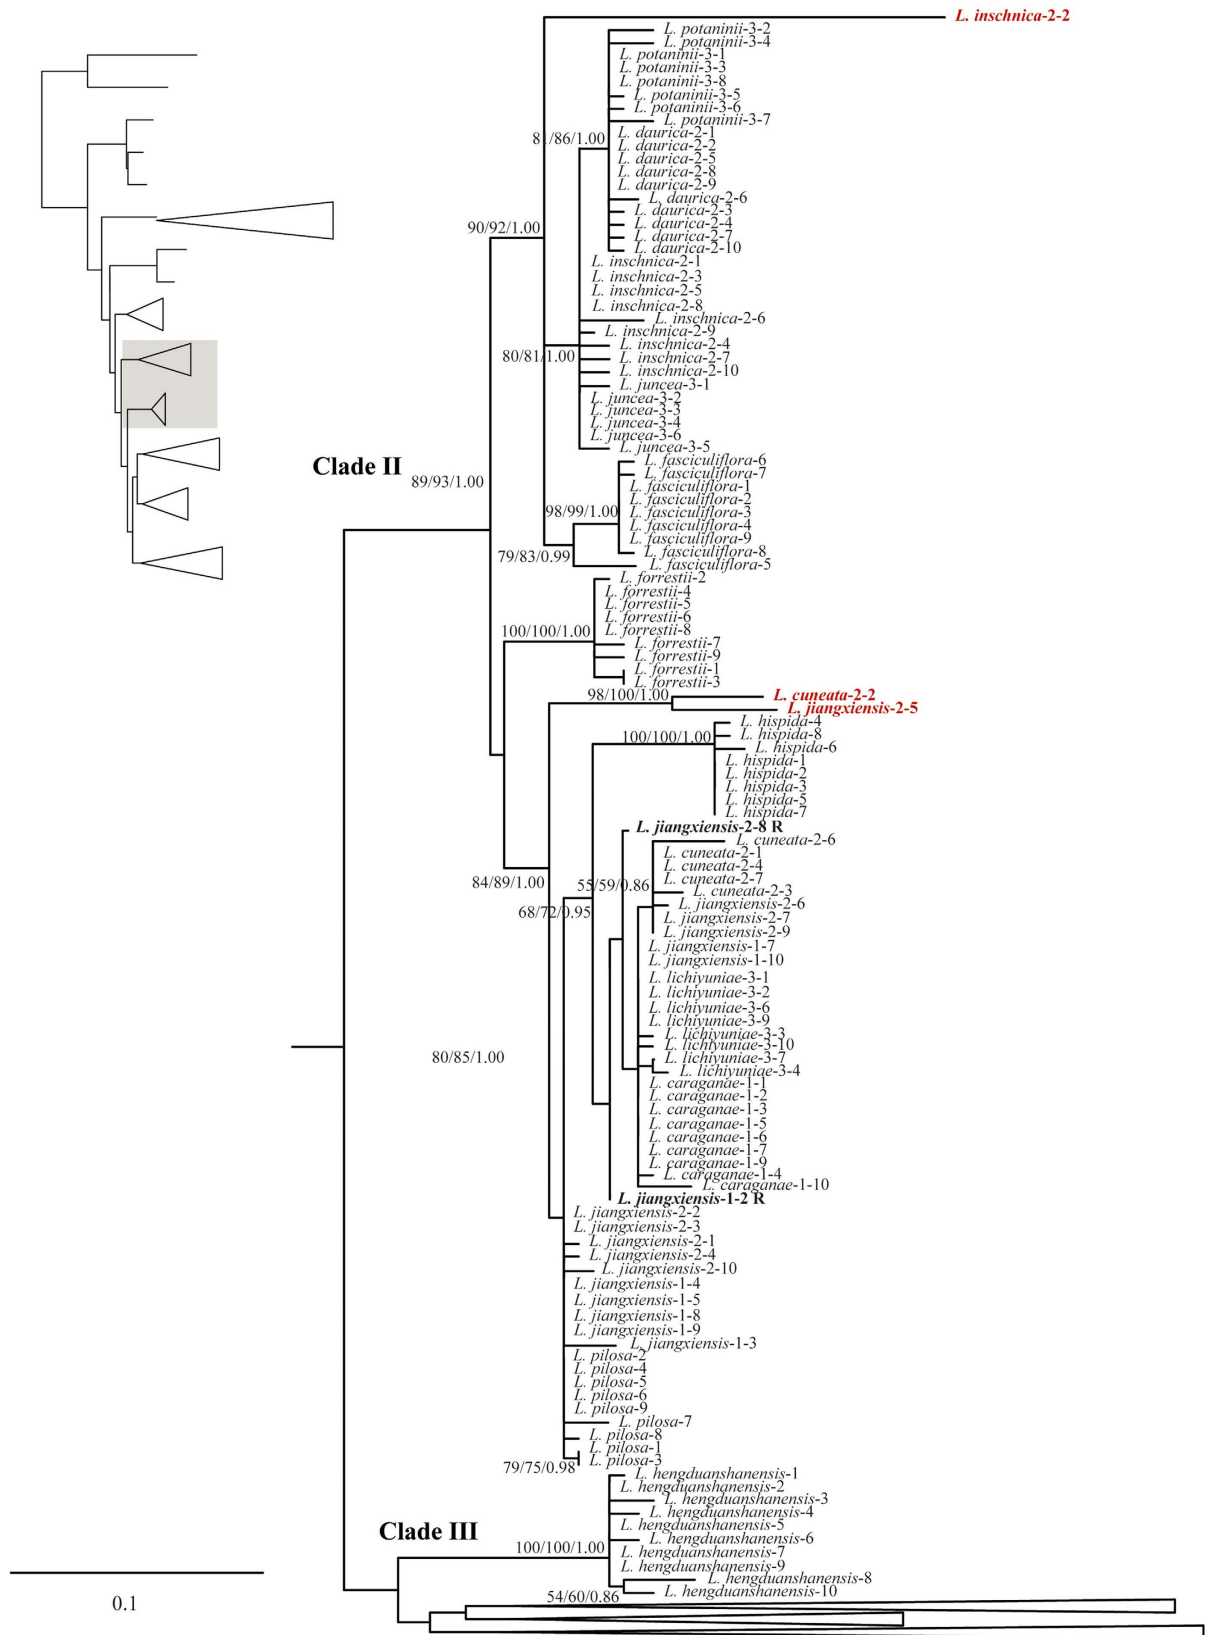 L. inschnica-2-2
L. potaninii-3-2
L. potaninii-3-4
L. potaninii-3-1
L. potaninii-3-3
L. potaninii-3-8
L. potaninii-3-5
L. potaninii-3-6
L. potaninii-3-7
L. daurica-2-1
81/86/1.00
L. daurica-2-2
L. daurica-2-5
L. daurica-2-8
L. daurica-2-9
L. daurica-2-6
L. daurica-2-3
L. daurica-2-4
90/92/1.00
L. daurica-2-7
L. daurica-2-10
L. inschnica-2-1
L. inschnica-2-3
L. inschnica-2-5
L. inschnica-2-8
L. inschnica-2-6
L. inschnica-2-9
L. inschnica-2-4
80/81/1.00
L. inschnica-2-7
L. inschnica-2-10
L. juncea-3-1
L. juncea-3-2
L. juncea-3-3
L. juncea-3-4
L. juncea-3-6
L. juncea-3-5
L. fasciculiflora-6
Clade II
L. fasciculiflora-7
89/93/1.00
L. fasciculiflora-1
L. fasciculiflora-2
98/99/1.00
L. fasciculiflora-3
L. fasciculiflora-4
L. fasciculiflora-9
L. fasciculiflora-8
79/83/0.99
L. fasciculiflora-5
L. forrestii-2
L. forrestii-4
L. forrestii-5
L. forrestii-6
L. forrestii-8
100/100/1.00
L. forrestii-7
L. forrestii-9
L. forrestii-1
L. forrestii-3
98/100/1.00
L. cuneata-2-2
L. jiangxiensis-2-5
L. hispida-4
L. hispida-8
100/100/1.00
L. hispida-6
L. hispida-1
L. hispida-2
L. hispida-3
L. hispida-5
L. hispida-7
L. jiangxiensis-2-8 R
L. cuneata-2-6
L. cuneata-2-1
L. cuneata-2-4
L. cuneata-2-7
84/89/1.00
55/59/0.86
L. cuneata-2-3
L. jiangxiensis-2-6
68/72/0.95
L. jiangxiensis-2-7
L. jiangxiensis-2-9
L. jiangxiensis-1-7
L. jiangxiensis-1-10
L. lichiyuniae-3-1
L. lichiyuniae-3-2
L. lichiyuniae-3-6
L. lichiyuniae-3-9
L. lichiyuniae-3-3
L. lichiyuniae-3-10
80/85/1.00
L. lichiyuniae-3-7
L. lichiyuniae-3-4
L. caraganae-1-1
L. caraganae-1-2
L. caraganae-1-3
L. caraganae-1-5
L. caraganae-1-6
L. caraganae-1-7
L. caraganae-1-9
L. caraganae-1-4
L. caraganae-1-10
L. jiangxiensis-1-2 R
L. jiangxiensis-2-2
L. jiangxiensis-2-3
L. jiangxiensis-2-1
L. jiangxiensis-2-4
L. jiangxiensis-2-10
L. jiangxiensis-1-4
L. jiangxiensis-1-5
L. jiangxiensis-1-8
L. jiangxiensis-1-9
L. jiangxiensis-1-3
L. pilosa-2
L. pilosa-4
L. pilosa-5
L. pilosa-6
L. pilosa-9
L. pilosa-7
L. pilosa-8
L. pilosa-1
L. pilosa-3
79/75/0.98
L. hengduanshanensis-1
L. hengduanshanensis-2
L. hengduanshanensis-3
L. hengduanshanensis-4
L. hengduanshanensis-5
Clade III
L. hengduanshanensis-6
100/100/1.00
L. hengduanshanensis-7
L. hengduanshanensis-9
L. hengduanshanensis-8
L. hengduanshanensis-10
54/60/0.86
0.1